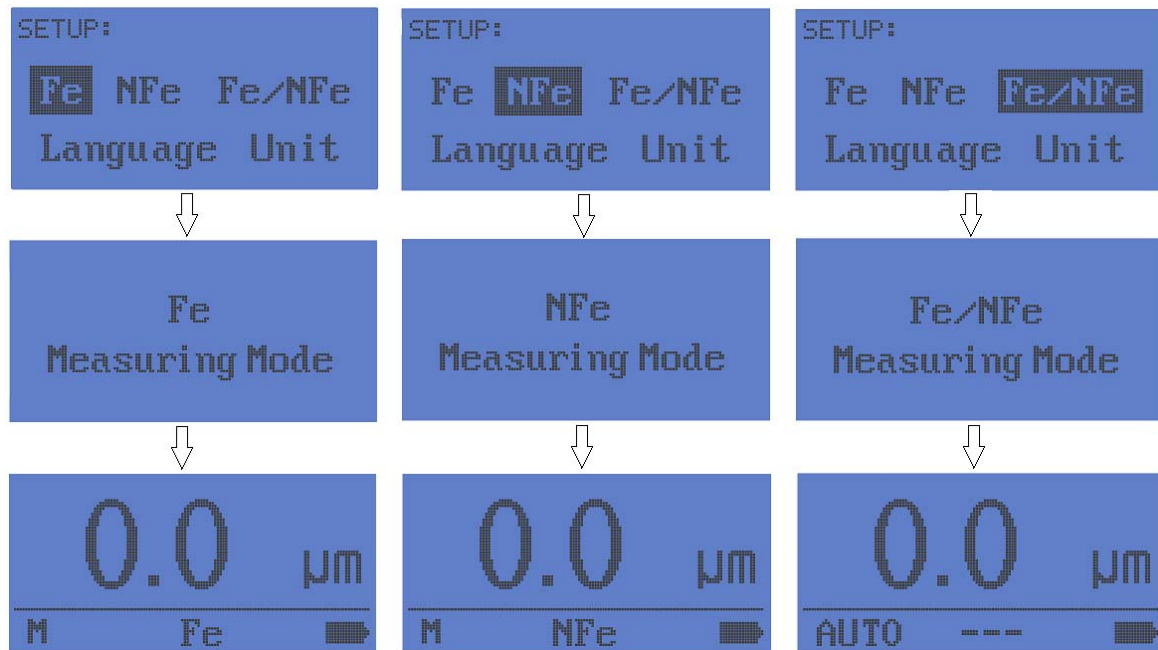 SETUP:
Fe NFe Fe/NFe
Language Unit
Fe
Measuring Mode
0.0 µm
M Fe
SETUP:
Fe NFe Fe/NFe
Language Unit
NFe
Measuring Mode
0.0 µm
M NFe
SETUP:
Fe NFe Fe/NFe
Language Unit
Fe/NFe
Measuring Mode
0.0 µm
AUTO ---